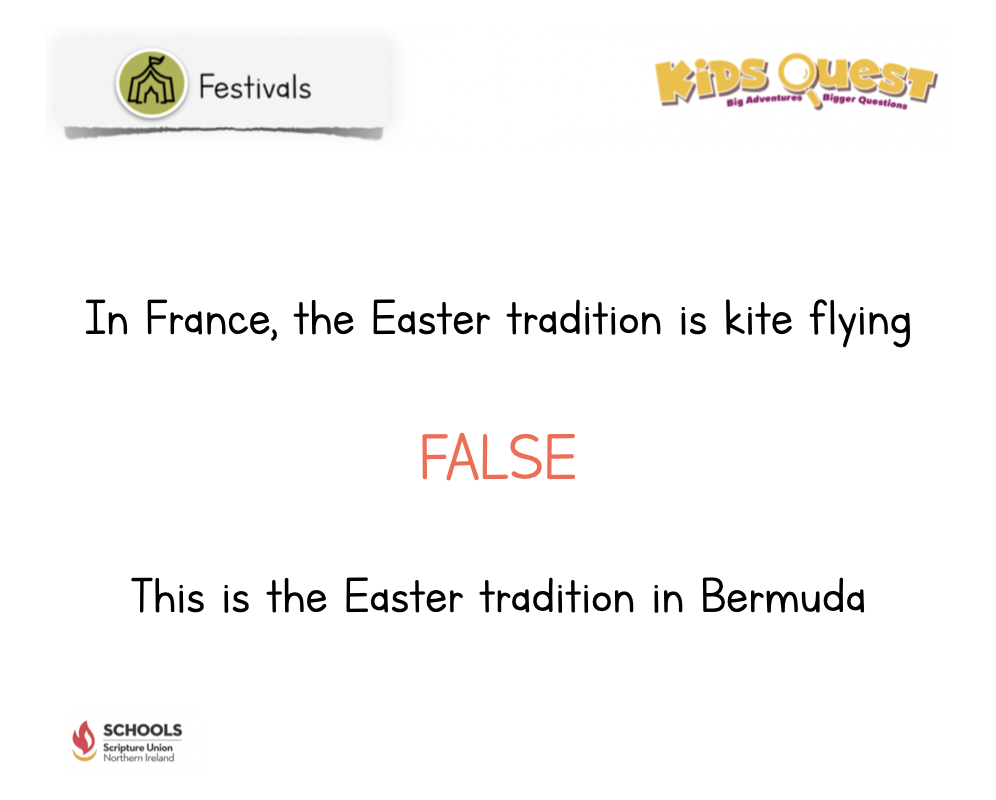 Festivals
KiDS QUEST
Big Adventures Bigger Questions
In France, the Easter tradition is kite flying
FALSE
This is the Easter tradition in Bermuda
SCHOOLS
Scripture Union
Northern Ireland